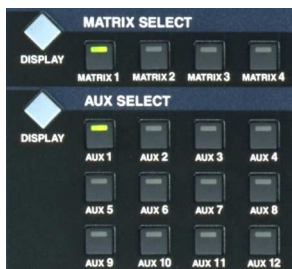 MATRIX SELECT
DISPLAY
MATRIX 1 MATRIX 2 MATRIX 3 MATRIX 4
AUX SELECT
DISPLAY
AUX 1 AUX 2 AUX 3 AUX 4
AUX 5 AUX 6 AUX 7 AUX 8
AUX 9 AUX 10 AUX 11 AUX 12